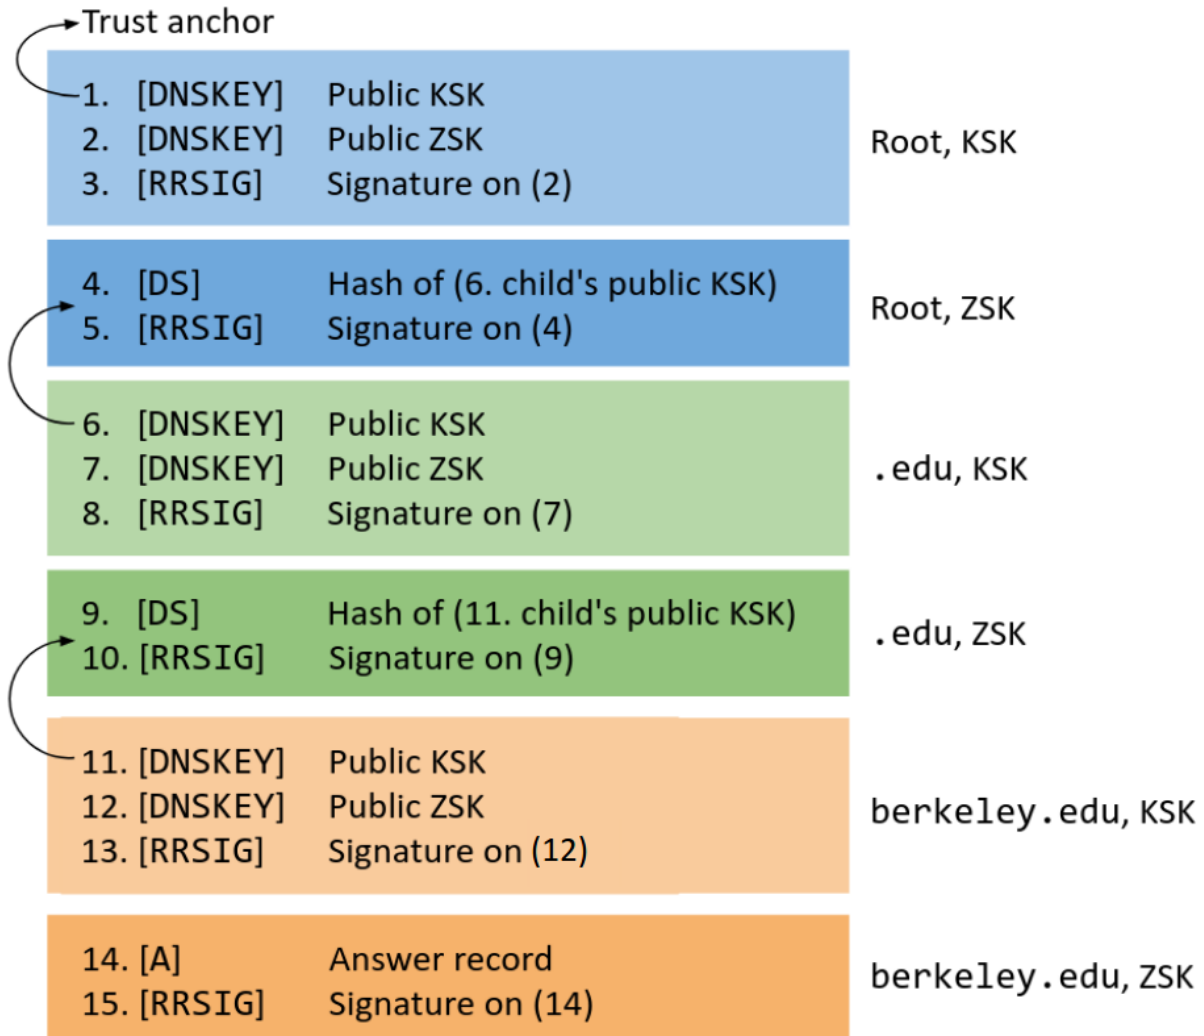 Trust anchor
1. [DNSKEY] Public KSK
2. [DNSKEY] Public ZSK
3. [RRSIG] Signature on (2)
Root, KSK
4. [DS] Hash of (6. child's public KSK)
5. [RRSIG] Signature on (4)
Root, ZSK
6. [DNSKEY] Public KSK
7. [DNSKEY] Public ZSK
8. [RRSIG] Signature on (7)
.edu, KSK
9. [DS] Hash of (11. child's public KSK)
10. [RRSIG] Signature on (9)
.edu, ZSK
11. [DNSKEY] Public KSK
12. [DNSKEY] Public ZSK
13. [RRSIG] Signature on (12)
berkeley.edu, KSK
14. [A] Answer record
15. [RRSIG] Signature on (14)
berkeley.edu, ZSK